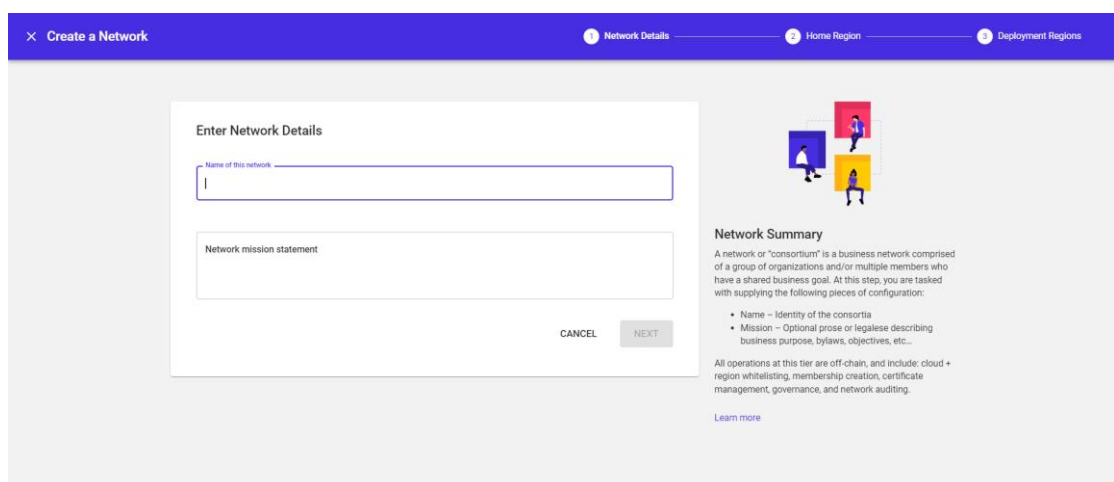 × Create a Network
1 Network Details
2 Home Region
3 Deployment Regions
Enter Network Details
Name of this network
Network mission statement
CANCEL
NEXT
Network Summary
A network or "consortium" is a business network comprised
of a group of organizations and/or multiple members who
have a shared business goal. At this step, you are tasked
with supplying the following pieces of configuration:
• Name – Identity of the consortia
• Mission – Optional prose or legalese describing
business purpose, bylaws, objectives, etc...
All operations at this tier are off-chain, and include: cloud +
region whitelisting, membership creation, certificate
management, governance, and network auditing.
Learn more